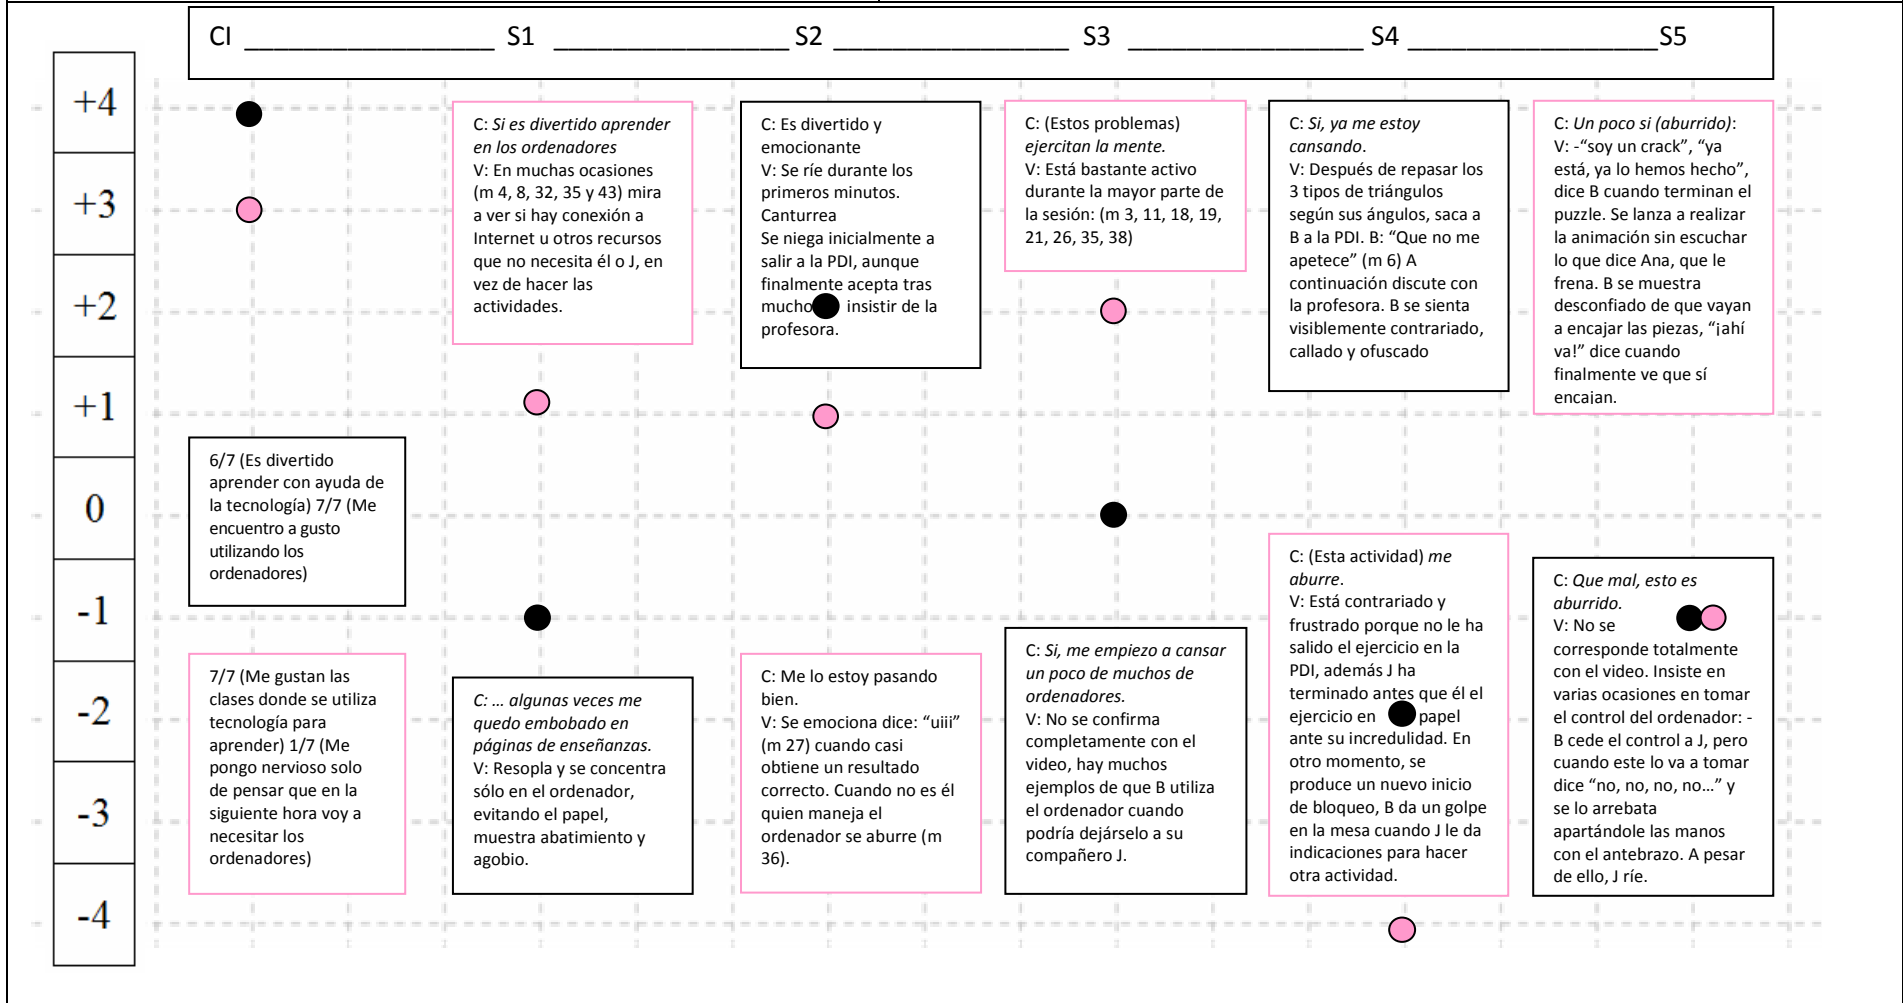 CI ___________________ S1 __________________ S2 __________________ S3 __________________ S4 ___________________S5
+4
+3
+2
+1
0
-1
-2
-3
-4
6/7 (Es divertido
aprender con ayuda de
la tecnología) 7/7 (Me
encuentro a gusto
utilizando los
ordenadores)
7/7 (Me gustan las
clases donde se utiliza
tecnología para
aprender) 1/7 (Me
pongo nervioso solo
de pensar que en la
siguiente hora voy a
necesitar los
ordenadores)
C: Si es divertido aprender
en los ordenadores
V: En muchas ocasiones
(m 4, 8, 32, 35 y 43) mira
a ver si hay conexión a
Internet u otros recursos
que no necesita él o J, en
vez de hacer las
actividades.
C: ... algunas veces me
quedo embobado en
páginas de enseñanzas.
V: Resopla y se concentra
sólo en el ordenador,
evitando el papel,
muestra abatimiento y
agobio.
C: Es divertido y
emocionante
V: Se ríe durante los
primeros minutos.
Canturrea
Se niega inicialmente a
salir a la PDI, aunque
finalmente acepta tras
mucho insistir de la
profesora.
C: Me lo estoy pasando
bien.
V: Se emociona dice: “uiii”
(m 27) cuando casi
obtiene un resultado
correcto. Cuando no es él
quien maneja el
ordenador se aburre (m
36).
C: (Estos problemas)
ejercitan la mente.
V: Está bastante activo
durante la mayor parte de
la sesión: (m 3, 11, 18, 19,
21, 26, 35, 38)
C: Si, me empiezo a cansar
un poco de muchos de
ordenadores.
V: No se confirma
completamente con el
video, hay muchos
ejemplos de que B utiliza
el ordenador cuando
podría dejárselo a su
compañero J.
C: Si, ya me estoy
cansando.
V: Después de repasar los
3 tipos de triángulos
según sus ángulos, saca a
B a la PDI. B: “Que no me
apetece” (m 6) A
continuación discute con
la profesora. B se sienta
visiblemente contrariado,
callado y ofuscado
C: (Esta actividad) me
aburre.
V: Está contrariado y
frustrado porque no le ha
salido el ejercicio en la
PDI, además J ha
terminado antes que él el
ejercicio en papel
ante su incredulidad. En
otro momento, se
produce un nuevo inicio
de bloqueo, B da un golpe
en la mesa cuando J le da
indicaciones para hacer
otra actividad.
C: Un poco si (aburrido):
V: -“soy un crack”, “ya
está, ya lo hemos hecho”,
dice B cuando terminan el
puzzle. Se lanza a realizar
la animación sin escuchar
lo que dice Ana, que le
frena. B se muestra
desconfiado de que vayan
a encajar las piezas, “¡ahí
va!” dice cuando
finalmente ve que sí
encajan.
C: Que mal, esto es
aburrido.
V: No se
corresponde totalmente
con el video. Insiste en
varias ocasiones en tomar
el control del ordenador: -
B cede el control a J, pero
cuando este lo va a tomar
dice “no, no, no, no...” y
se lo arrebata
apartándole las manos
con el antebrazo. A pesar
de ello, J ríe.